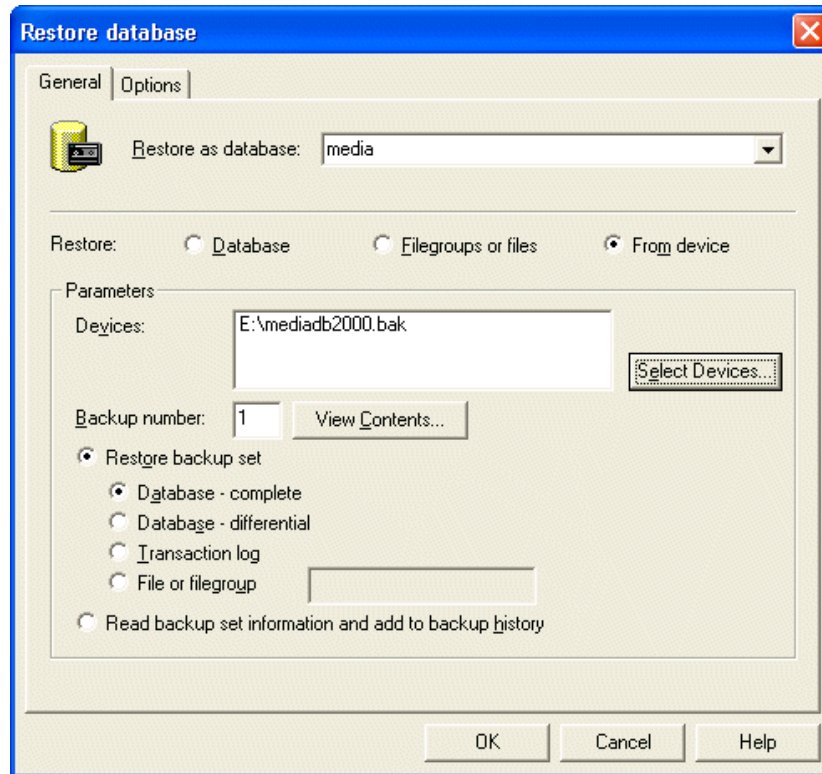 Restore database
General Options
Restore as database: media
Restore: Database Filegroups or files From device
Parameters
Devices: E:\mediadb2000.bak
Select Devices...
Backup number: 1 View Contents...
Restore backup set
Database - complete
Database - differential
Transaction log
File or filegroup
Read backup set information and add to backup history
OK Cancel Help